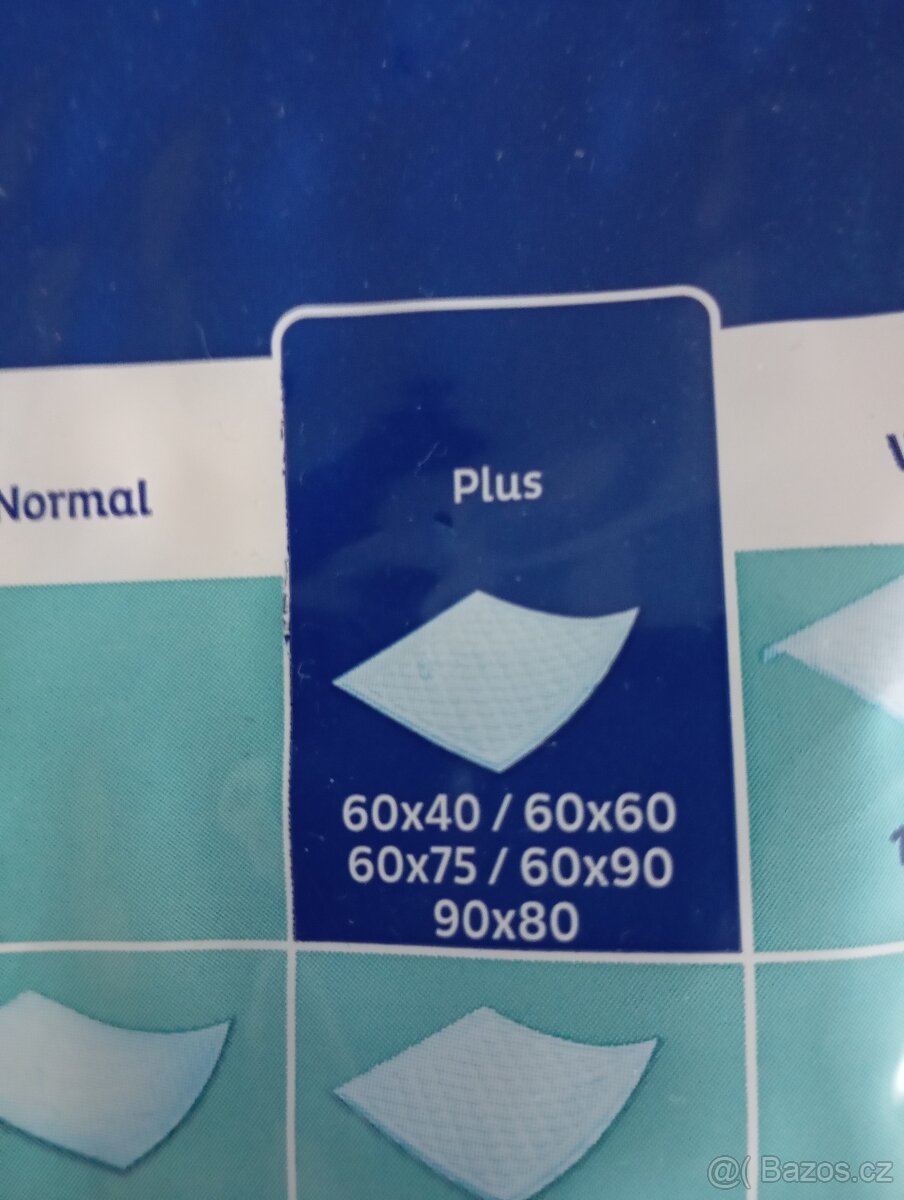 Normal
Plus
60x40 / 60x60
60x75 / 60x90
90x80
@( Bazos.cz